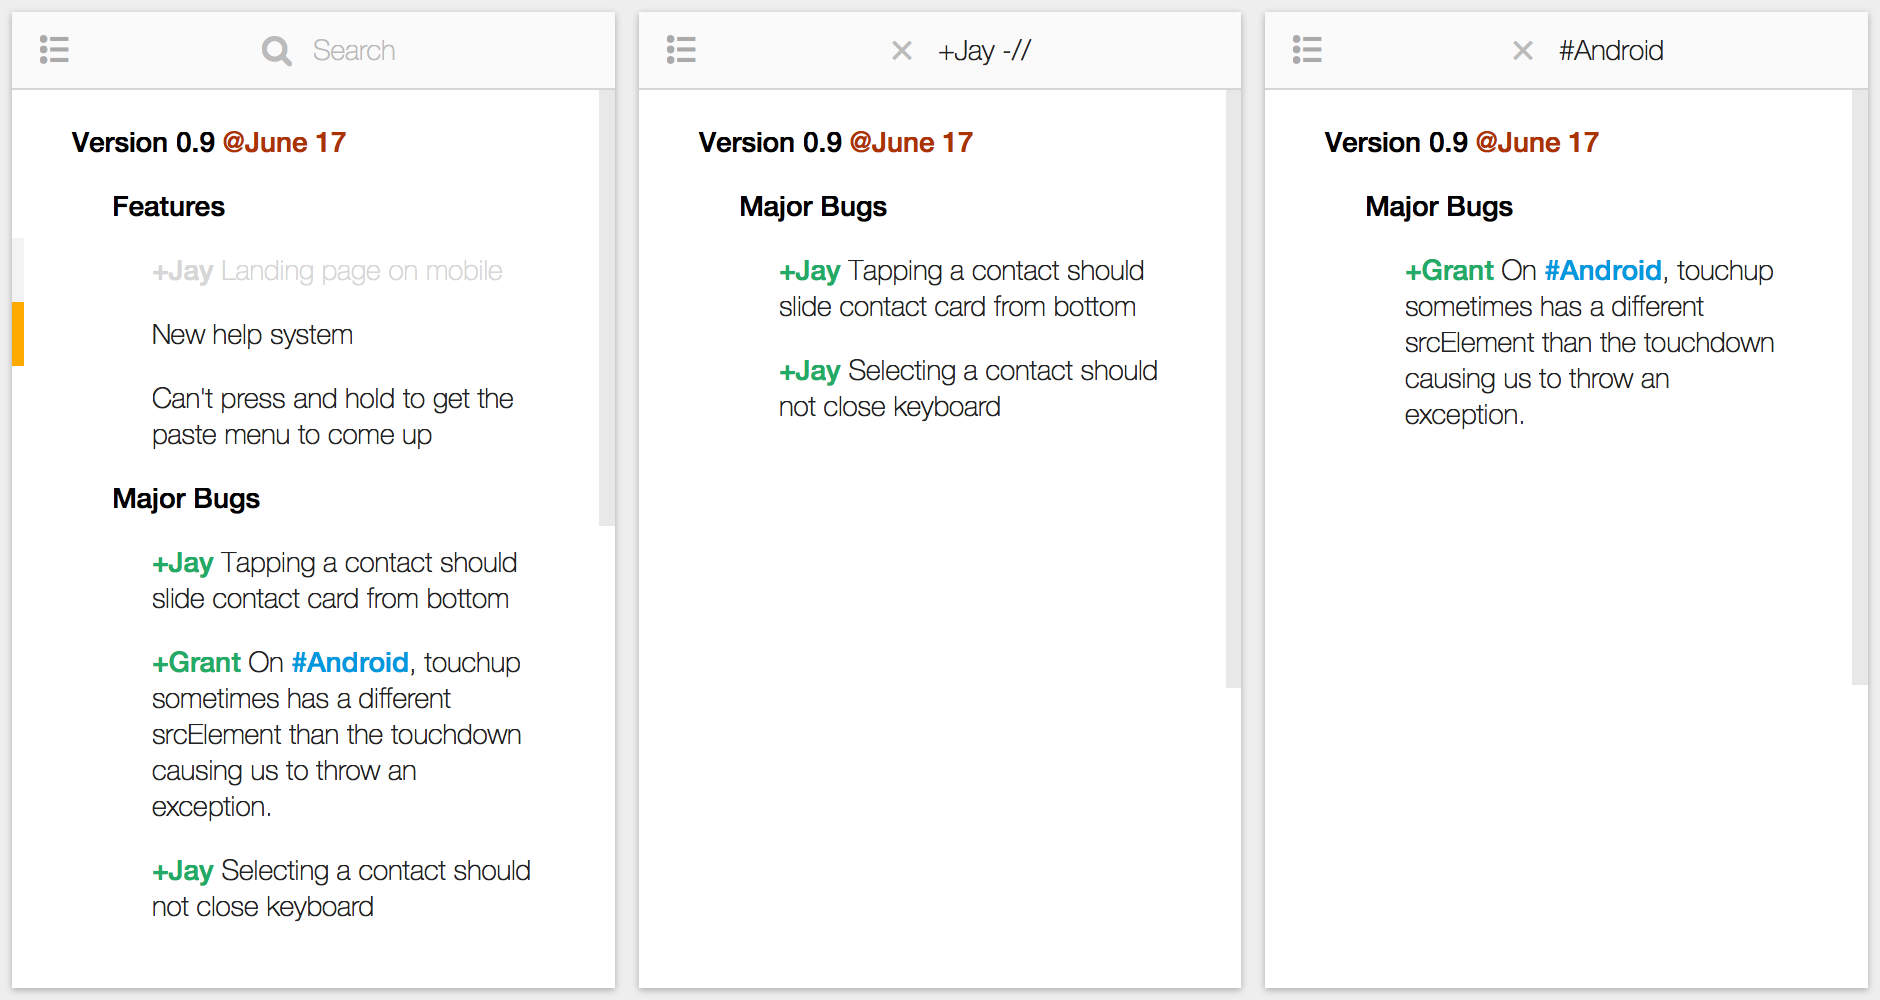 Search
Version 0.9 @June 17
Features
+Jay Landing page on mobile
New help system
Can't press and hold to get the
paste menu to come up
Major Bugs
+Jay Tapping a contact should
slide contact card from bottom
+Grant On #Android, touchup
sometimes has a different
srcElement than the touchdown
causing us to throw an
exception.
+Jay Selecting a contact should
not close keyboard
+Jay -//
Version 0.9 @June 17
Major Bugs
+Jay Tapping a contact should
slide contact card from bottom
+Jay Selecting a contact should
not close keyboard
#Android
Version 0.9 @June 17
Major Bugs
+Grant On #Android, touchup
sometimes has a different
srcElement than the touchdown
causing us to throw an
exception.